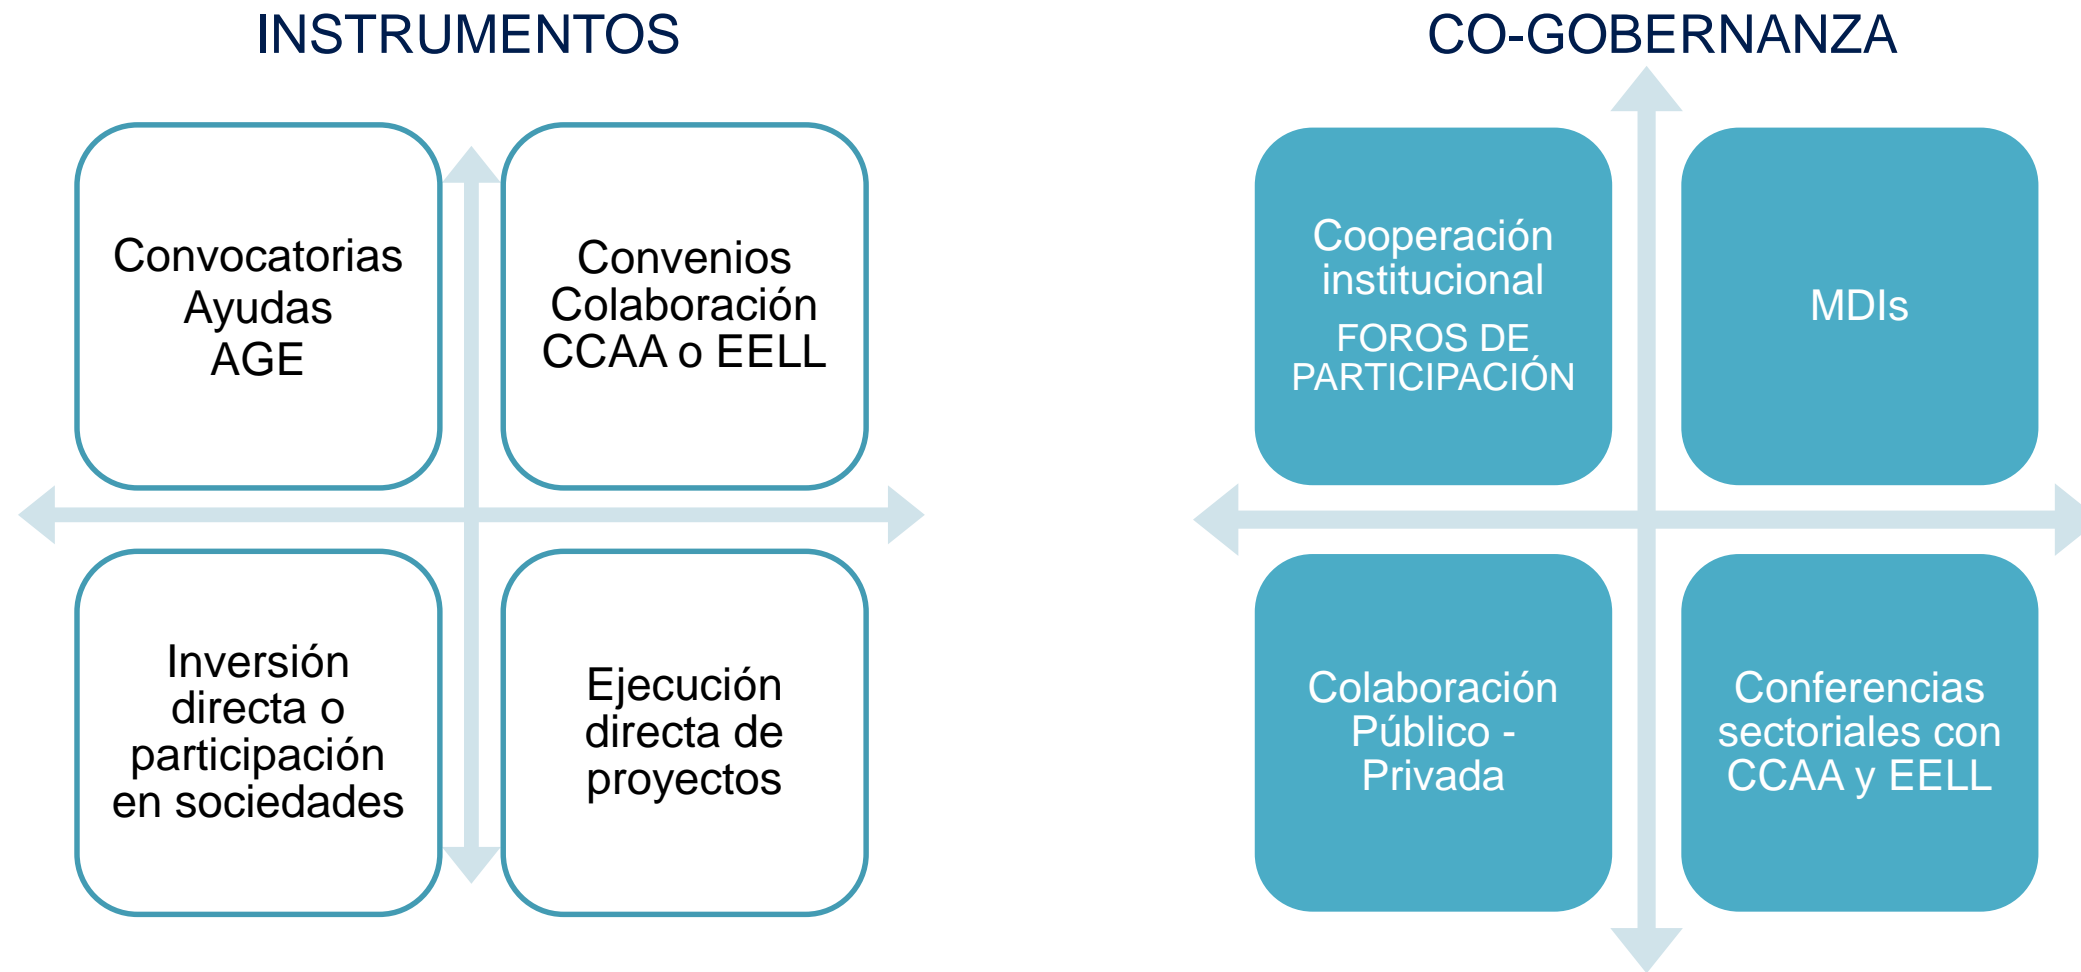 INSTRUMENTOS
Convocatorias
Ayudas
AGE
Convenios
Colaboración
CCAA o EELL
Inversión
directa o
participación
en sociedades
Ejecución
directa de
proyectos
CO-GOBERNANZA
Cooperación
institucional
FOROS DE
PARTICIPACIÓN
MDIs
Colaboración
Público -
Privada
Conferencias
sectoriales con
CCAA y EELL